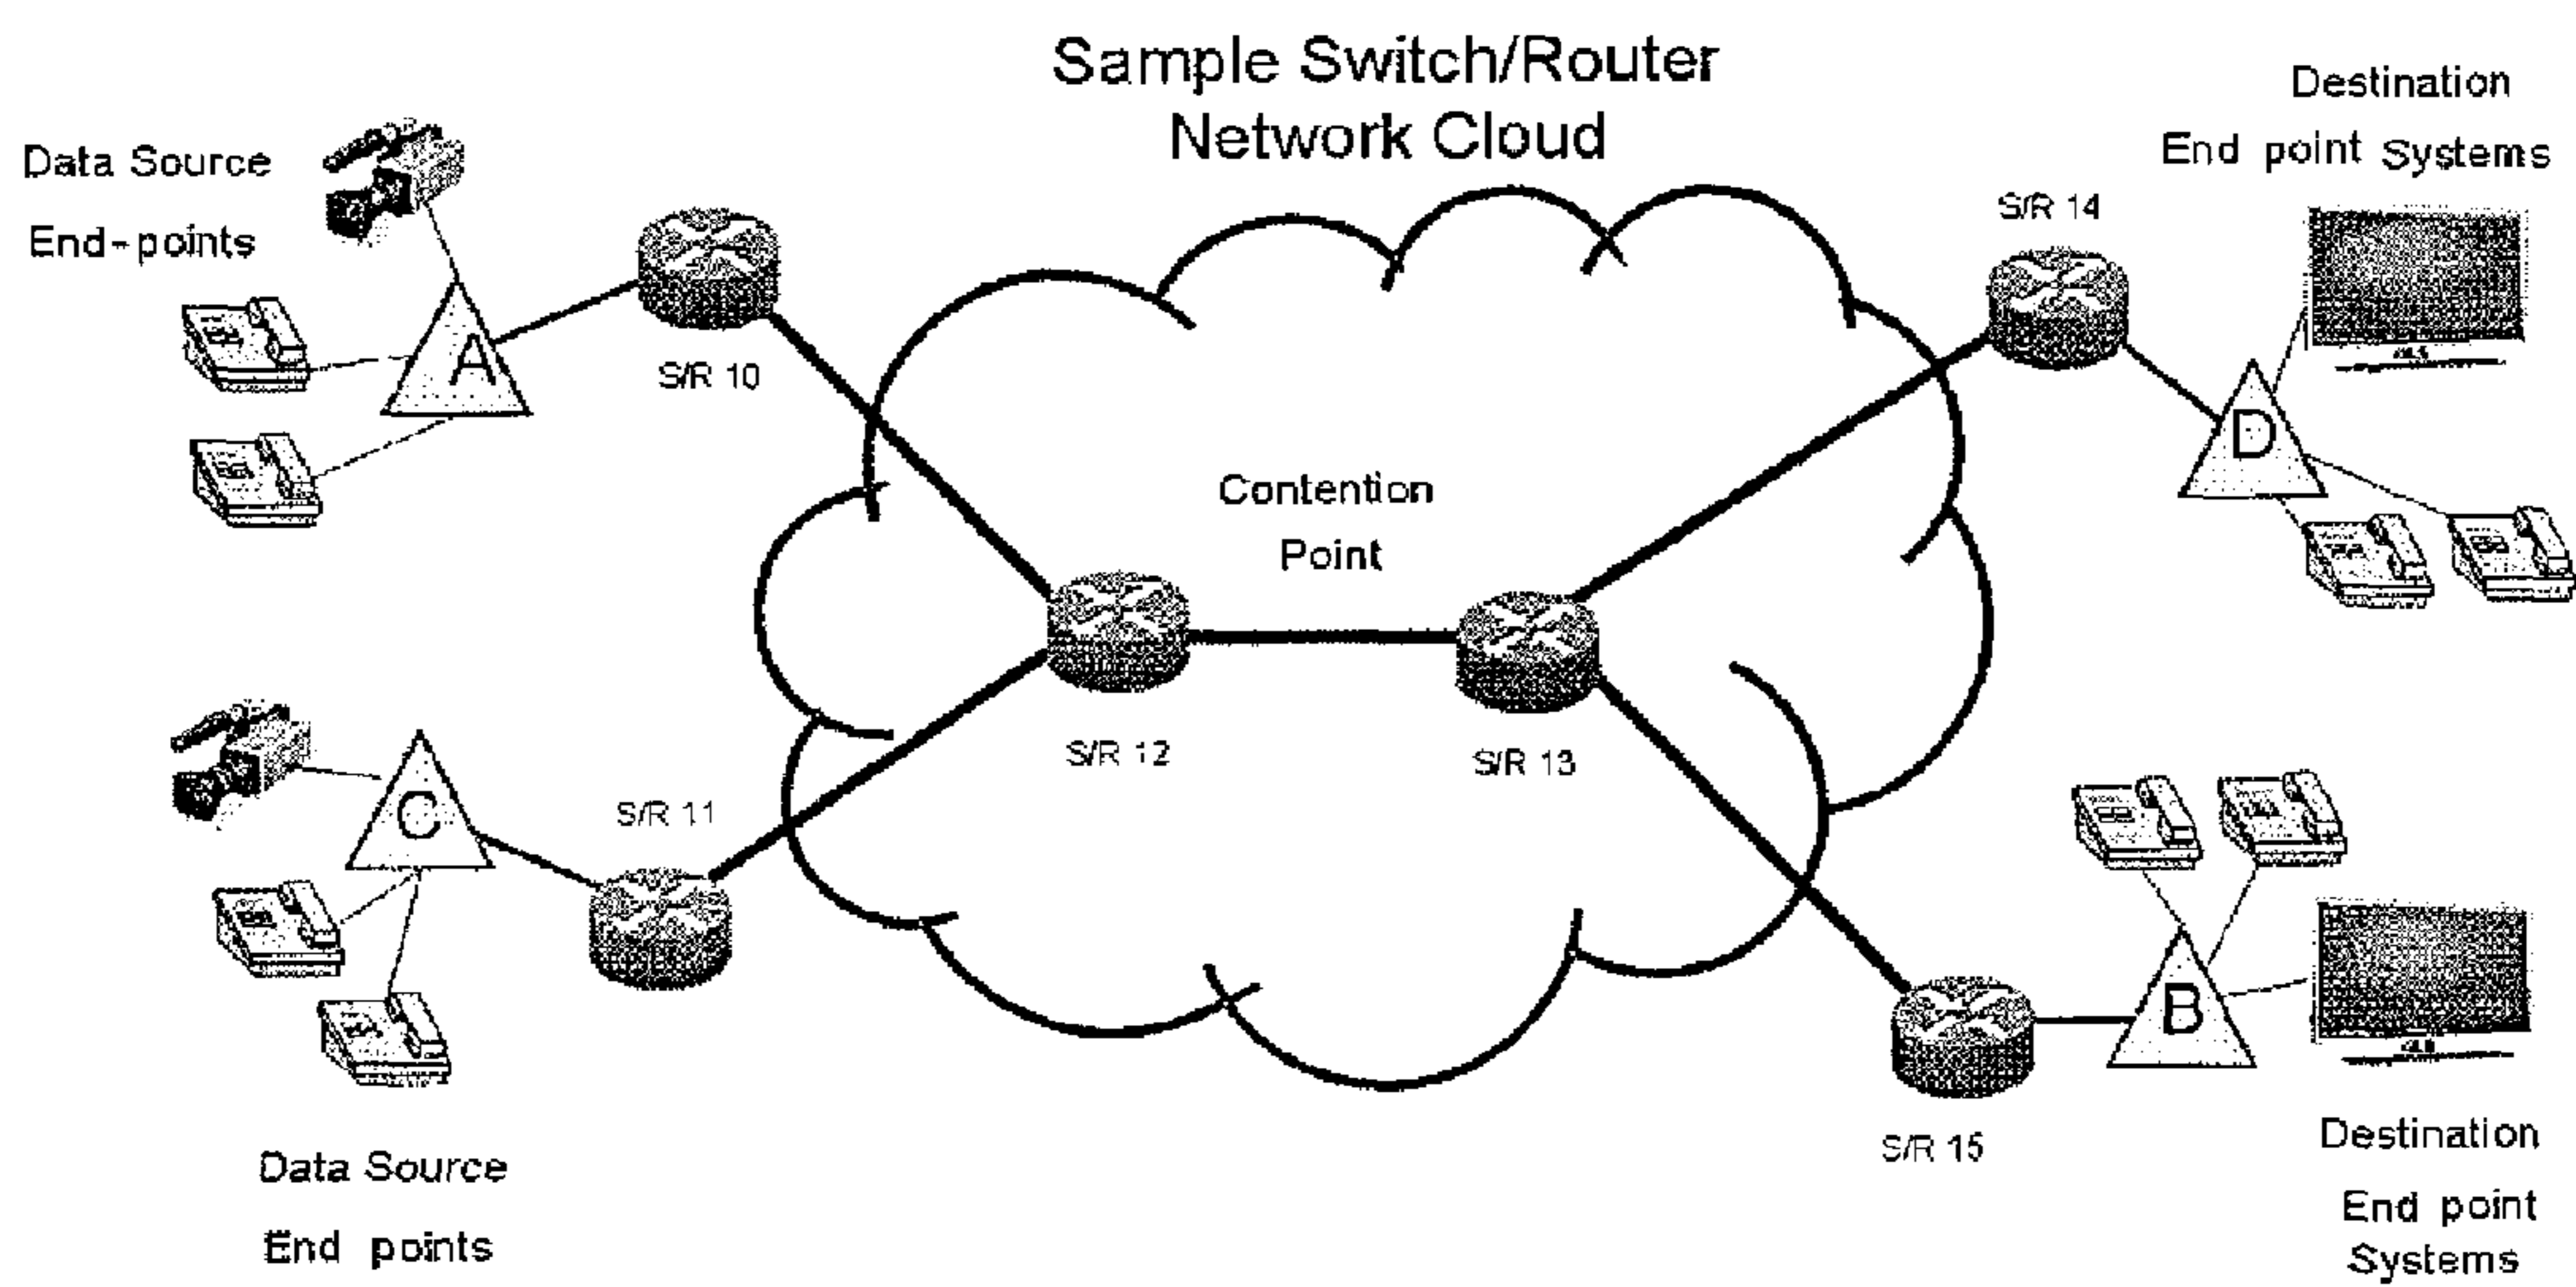 Sample Switch/Router
Network Cloud
Data Source
End-points
Destination
End point Systems
S/R 14
A
S/R 10
D
Contention
Point
S/R 12
S/R 13
C
S/R 11
B
S/R 15
Data Source
End points
Destination
End point
Systems